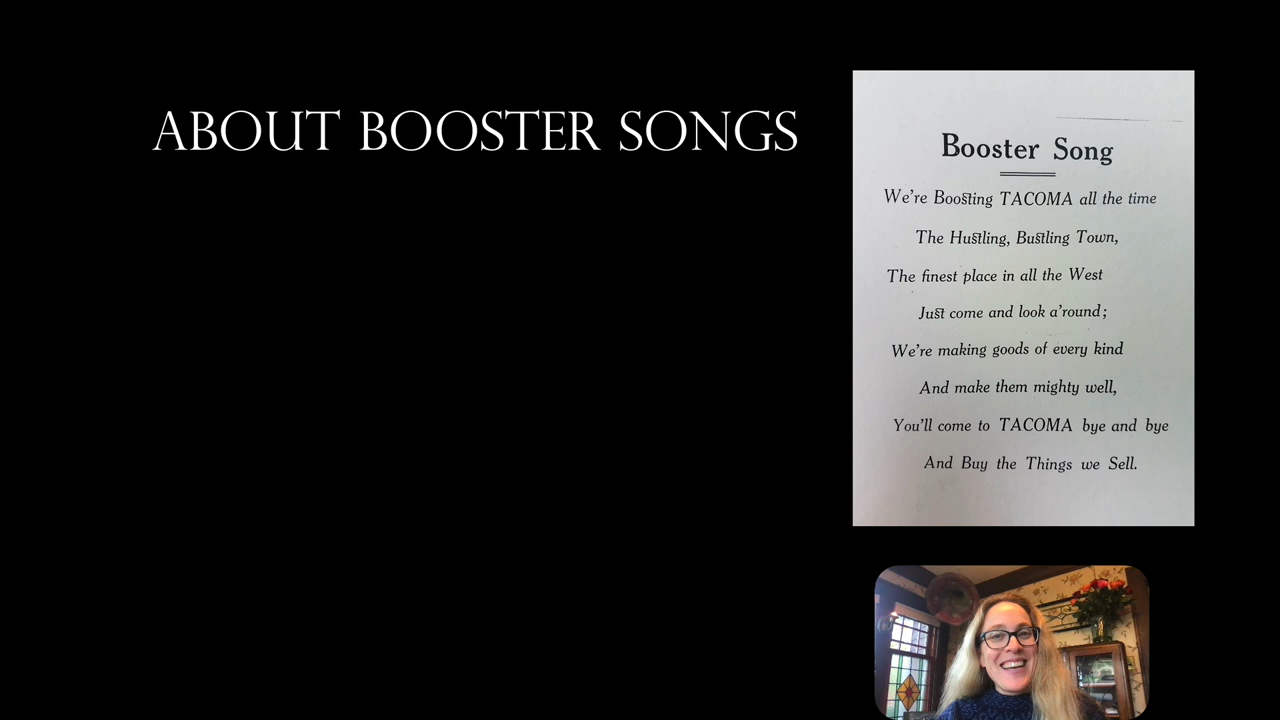 ABOUT BOOSTER SONGS
Booster Song
We're Boosting TACOMA all the time
The Hustling, Bustling Town,
The finest place in all the West
Just come and look a'round;
We're making goods of every kind
And make them mighty well,
You'll come to TACOMA bye and bye
And Buy the Things we Sell.